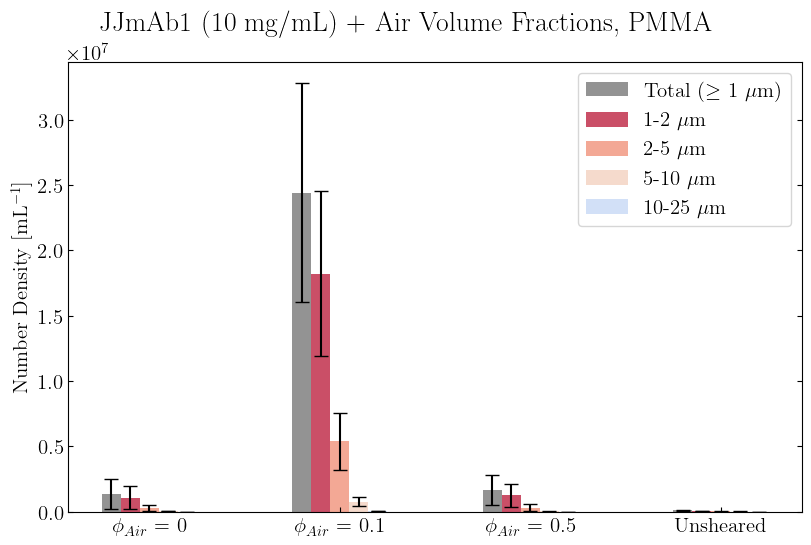 JJmAb1 (10 mg/mL) + Air Volume Fractions, PMMA
×10⁷
Number Density [mL⁻¹]
3.0
2.5
2.0
1.5
1.0
0.5
0.0
Total (≥ 1 μm)
1-2 μm
2-5 μm
5-10 μm
10-25 μm
ϕ_Air = 0
ϕ_Air = 0.1
ϕ_Air = 0.5
Unsheared